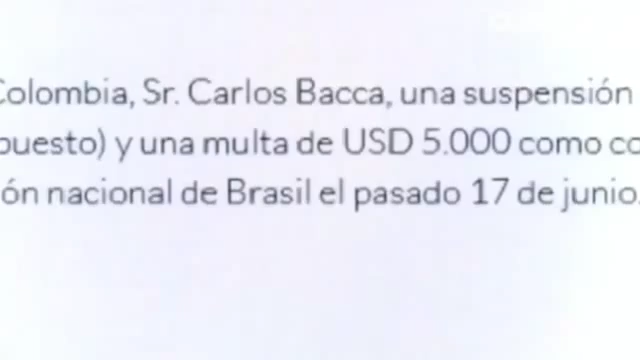 Colombia, Sr. Carlos Bacca, una suspensión
puesto) y una multa de USD 5.000 como co
ón nacional de Brasil el pasado 17 de junio.